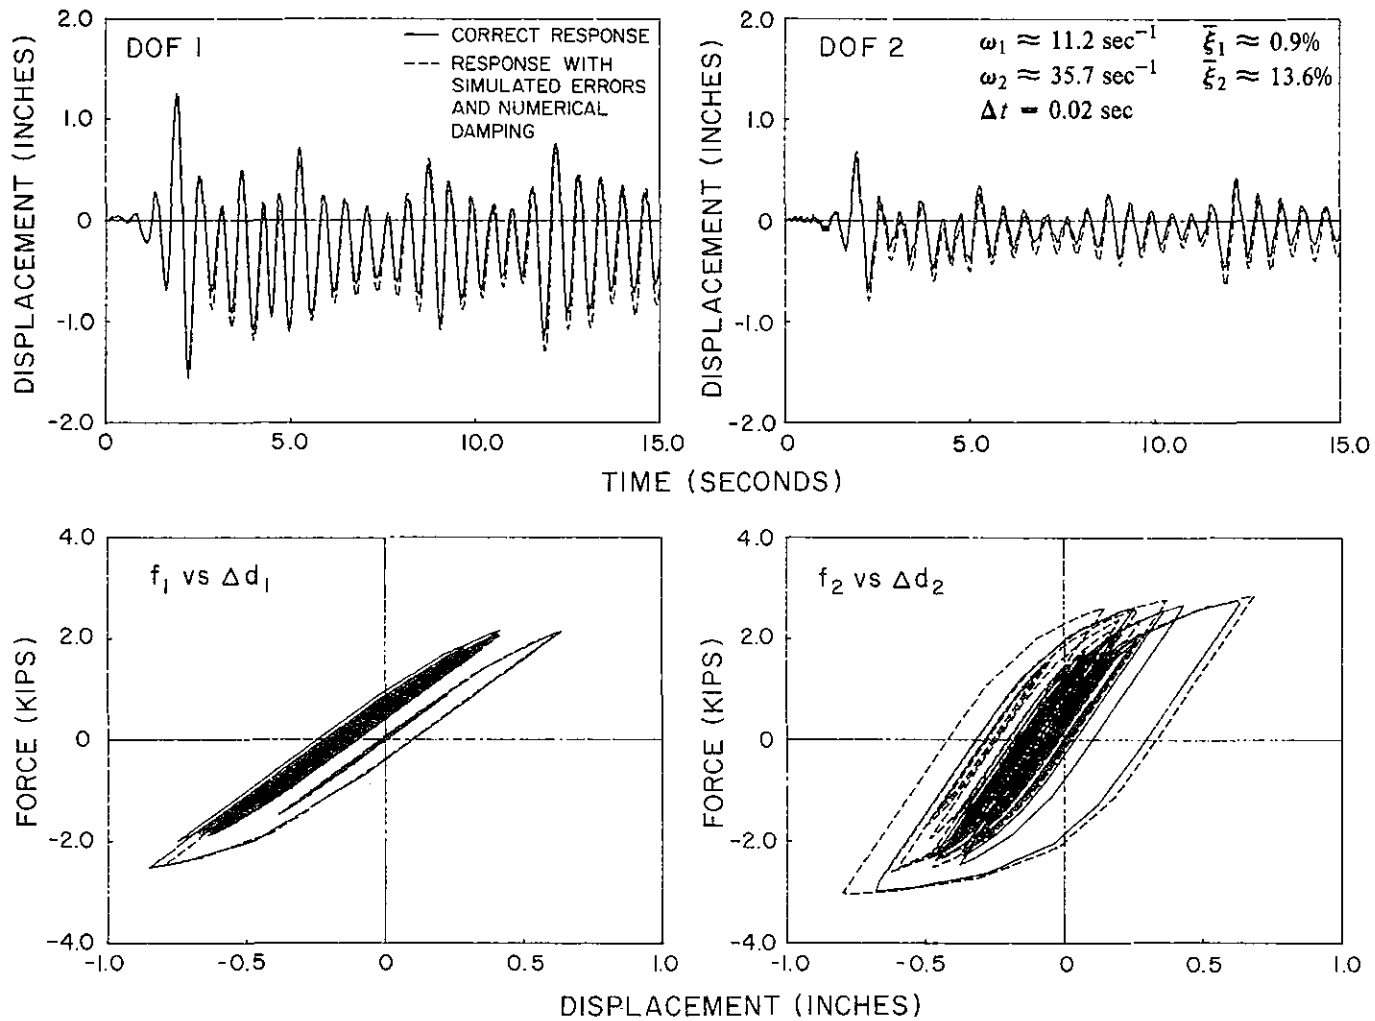 DOF 1
CORRECT RESPONSE
RESPONSE WITH
SIMULATED ERRORS
AND NUMERICAL
DAMPING
DISPLACEMENT (INCHES)
2.0
1.0
0
-1.0
-2.0
0
5.0
10.0
15.0
DOF 2
ω₁ ≈ 11.2 sec⁻¹
ξ̄₁ ≈ 0.9%
ω₂ ≈ 35.7 sec⁻¹
ξ̄₂ ≈ 13.6%
Δt = 0.02 sec
DISPLACEMENT (INCHES)
2.0
1.0
0
-1.0
-2.0
0
5.0
10.0
15.0
TIME (SECONDS)
f₁ vs Δd₁
FORCE (KIPS)
4.0
2.0
0
-2.0
-4.0
-1.0
-0.5
0
0.5
1.0
f₂ vs Δd₂
FORCE (KIPS)
4.0
2.0
0
-2.0
-4.0
-1.0
-0.5
0
0.5
1.0
DISPLACEMENT (INCHES)